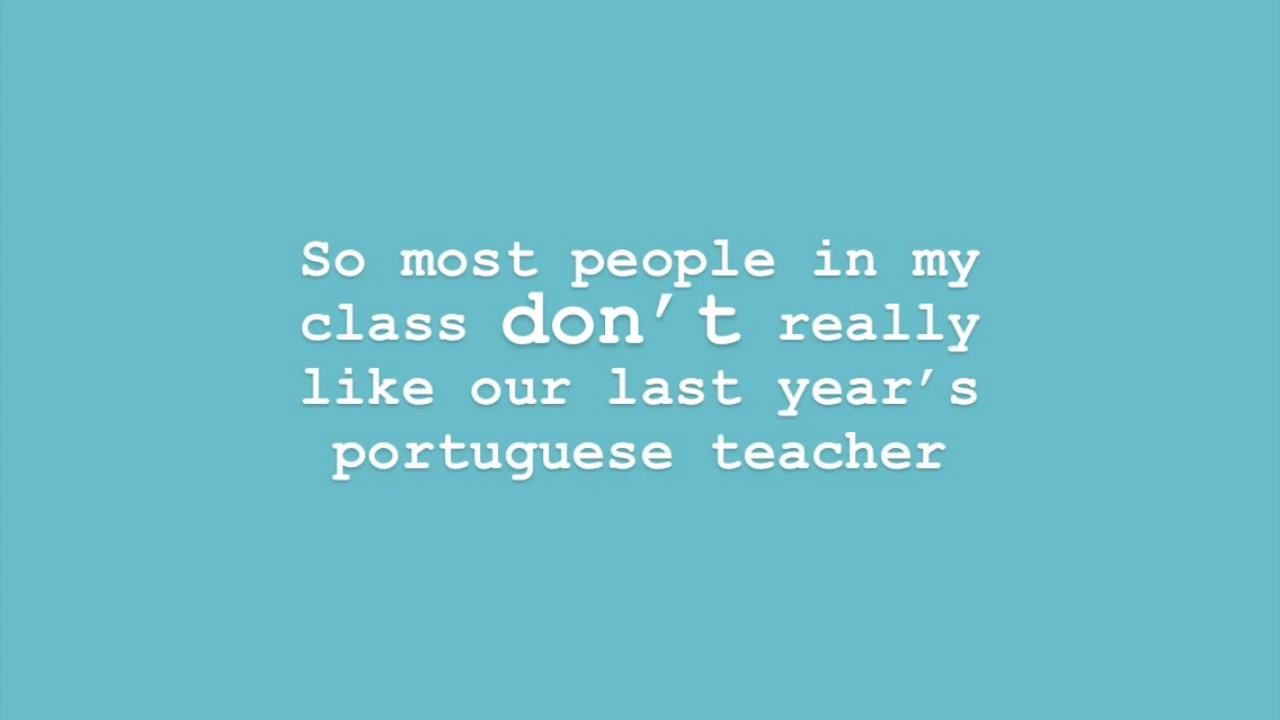 So most people in my
class don’t really
like our last year’s
portuguese teacher